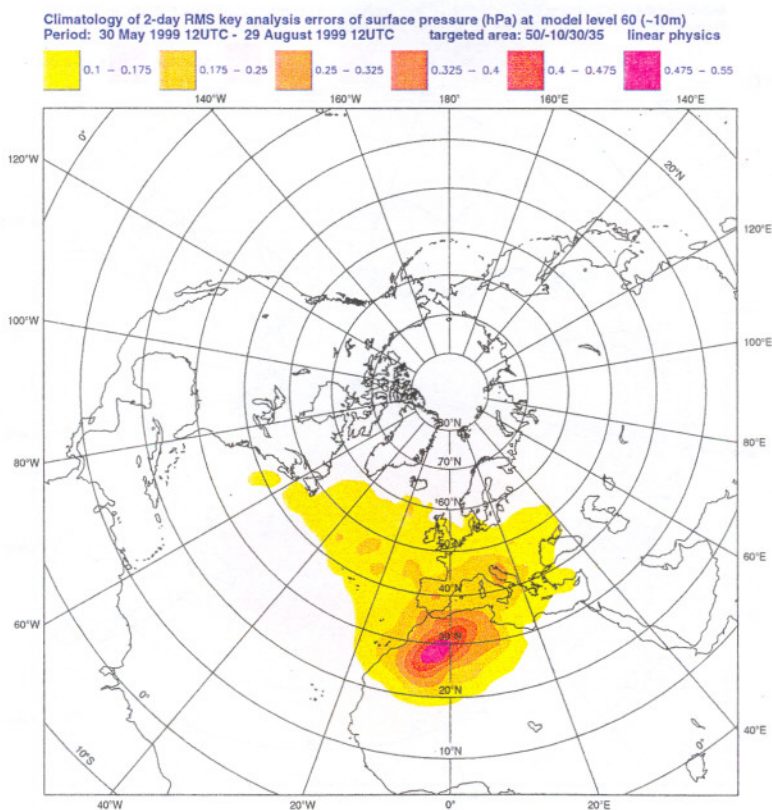 Climatology of 2-day RMS key analysis errors of surface pressure (hPa) at model level 60 (~10m)
Period: 30 May 1999 12UTC - 29 August 1999 12UTC targeted area: 50/-10/30/35 linear physics
0.1 - 0.175 0.175 - 0.25 0.25 - 0.325 0.325 - 0.4 0.4 - 0.475 0.475 - 0.55
140°W 160°W 180° 160°E 140°E
0°
120°W
20°N
120°E
100°W
100°E
80°N
80°E
80°W
70°N
60°N
50°N
60°E
40°N
60°W
30°N
20°N
0°
40°E
10°N
10°S
40°W 20°W 0° 20°E